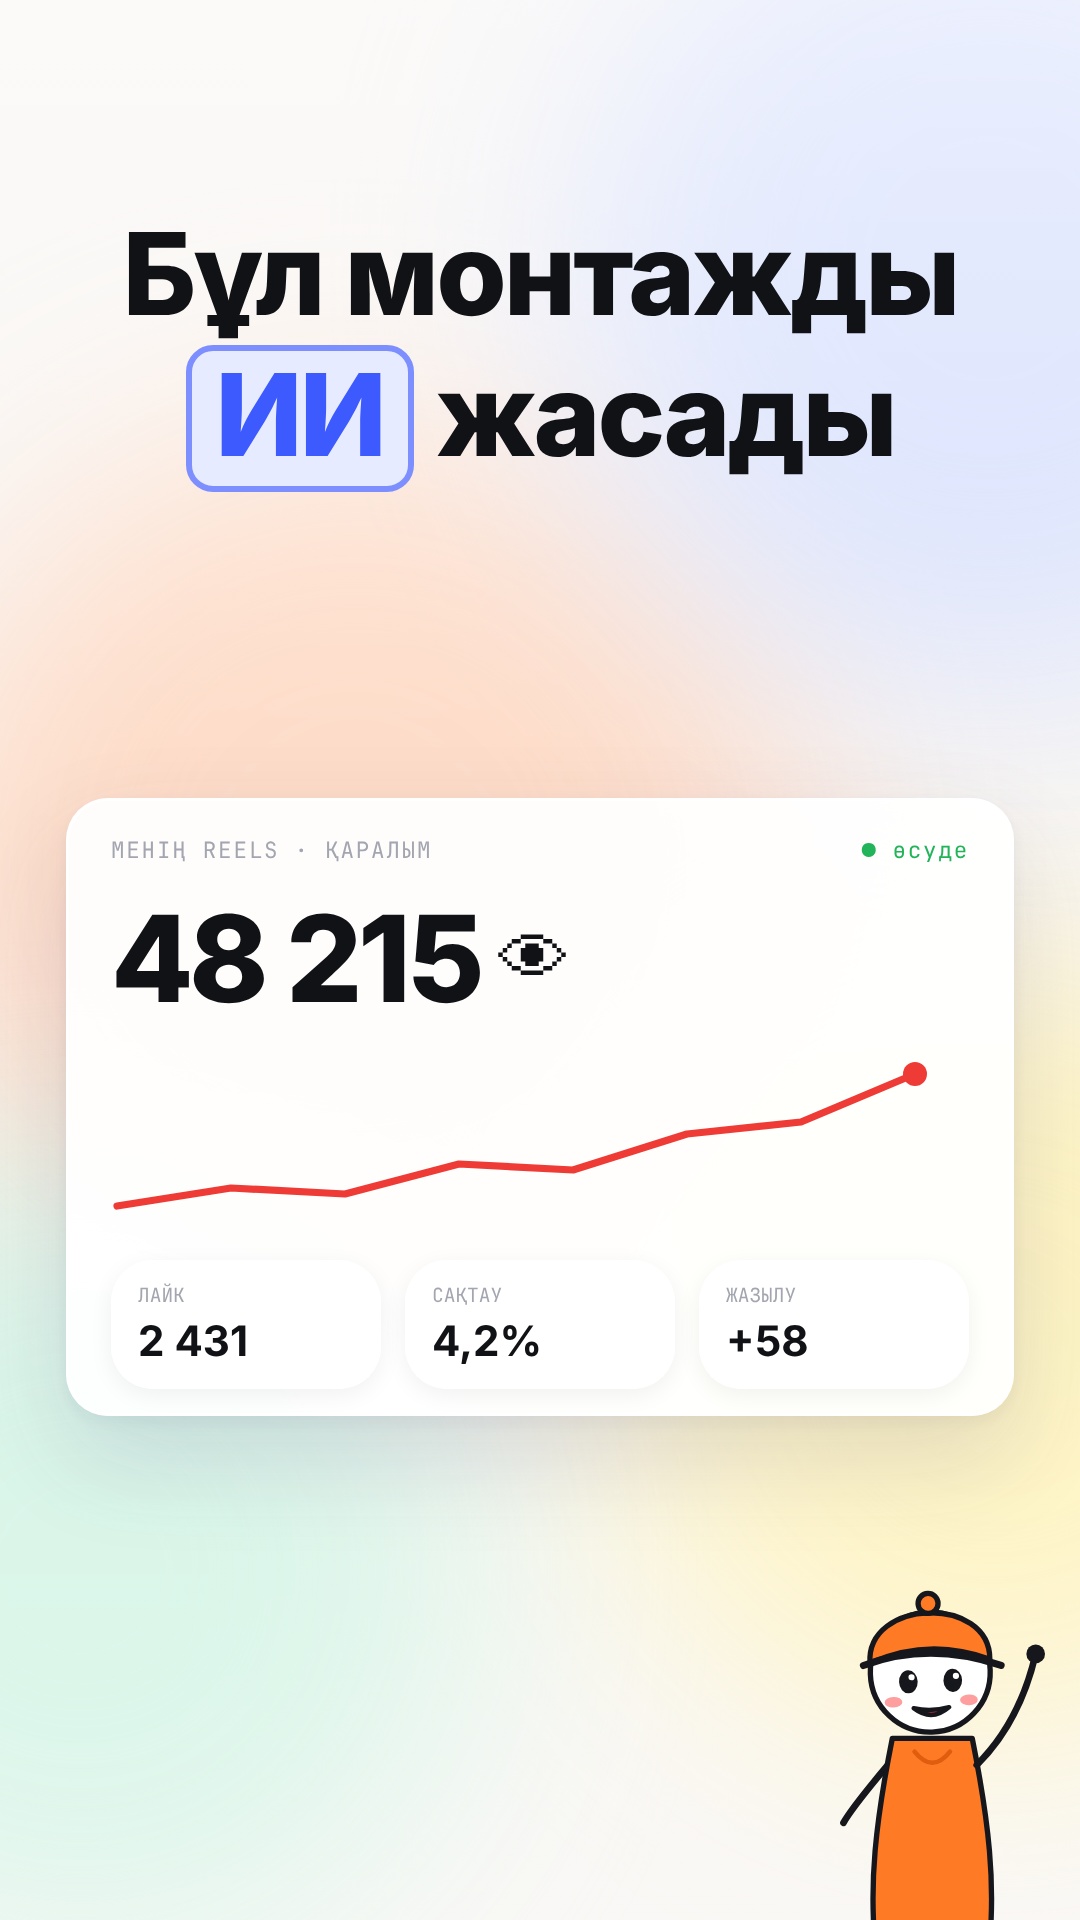 Бұл монтажды
ИИ жасады
МЕНІҢ REELS · ҚАРАЛЫМ
өсуде
48 215
ЛАЙК
САҚТАУ
ЖАЗЫЛУ
2 431
4,2%
+58